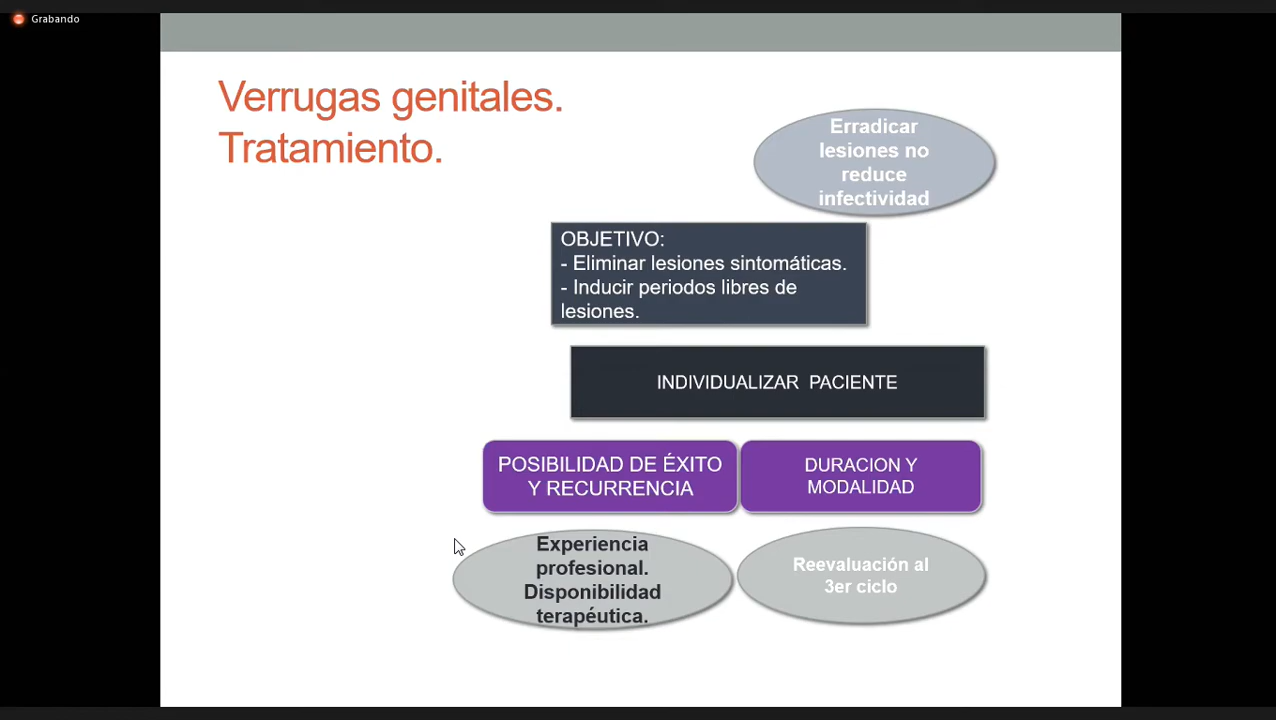 Grabando
Verrugas genitales.
Tratamiento.
Erradicar
lesiones no
reduce
infectividad
OBJETIVO:
- Eliminar lesiones sintomáticas.
- Inducir periodos libres de
lesiones.
INDIVIDUALIZAR PACIENTE
POSIBILIDAD DE ÉXITO
Y RECURRENCIA
DURACION Y
MODALIDAD
Experiencia
profesional.
Disponibilidad
terapéutica.
Reevaluación al
3er ciclo